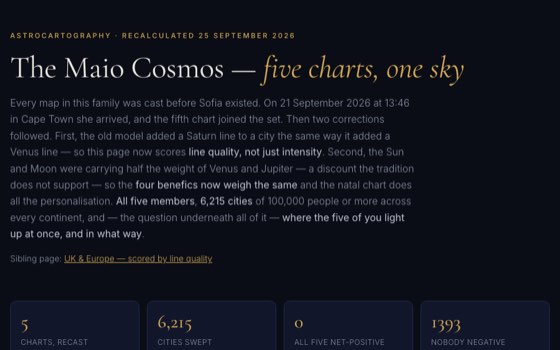 ASTROCARTOGRAPHY · RECALCULATED 25 SEPTEMBER 2026
The Maio Cosmos — five charts, one sky
Every map in this family was cast before Sofia existed. On 21 September 2026 at 13:46
in Cape Town she arrived, and the fifth chart joined the set. Then two corrections
followed. First, the old model added a Saturn line to a city the same way it added a
Venus line — so this page now scores line quality, not just intensity. Second, the Sun
and Moon were carrying half the weight of Venus and Jupiter — a discount the tradition
does not support — so the four benefics now weigh the same and the natal chart does
all the personalisation. All five members, 6,215 cities of 100,000 people or more across
every continent, and — the question underneath all of it — where the five of you light
up at once, and in what way.
Sibling page: UK & Europe — scored by line quality
5
CHARTS, RECAST
6,215
CITIES SWEPT
0
ALL FIVE NET-POSITIVE
1393
NOBODY NEGATIVE